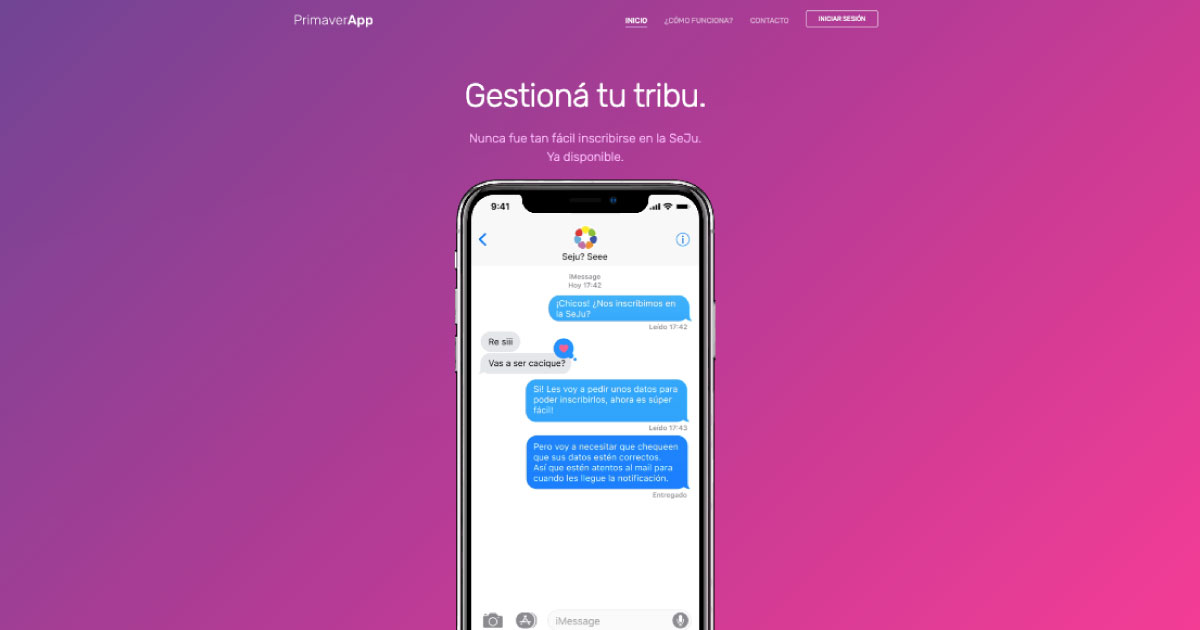 PrimaverApp
INICIO
¿CÓMO FUNCIONA?
CONTACTO
INICIAR SESIÓN
Gestioná tu tribu.
Nunca fue tan fácil inscribirse en la SeJu.
Ya disponible.
9:41
Seju? Seee
iMessage
Hoy 17:42
¡Chicos! ¿Nos inscribimos en
la SeJu?
Leído 17:42
Re siii
Vas a ser cacique?
Si! Les voy a pedir unos datos para
poder inscribirlos, ahora es súper
fácil!
Leído 17:43
Pero voy a necesitar que chequeen
que sus datos estén correctos.
Así que estén atentos al mail para
cuando les llegue la notificación.
Entregado
iMessage